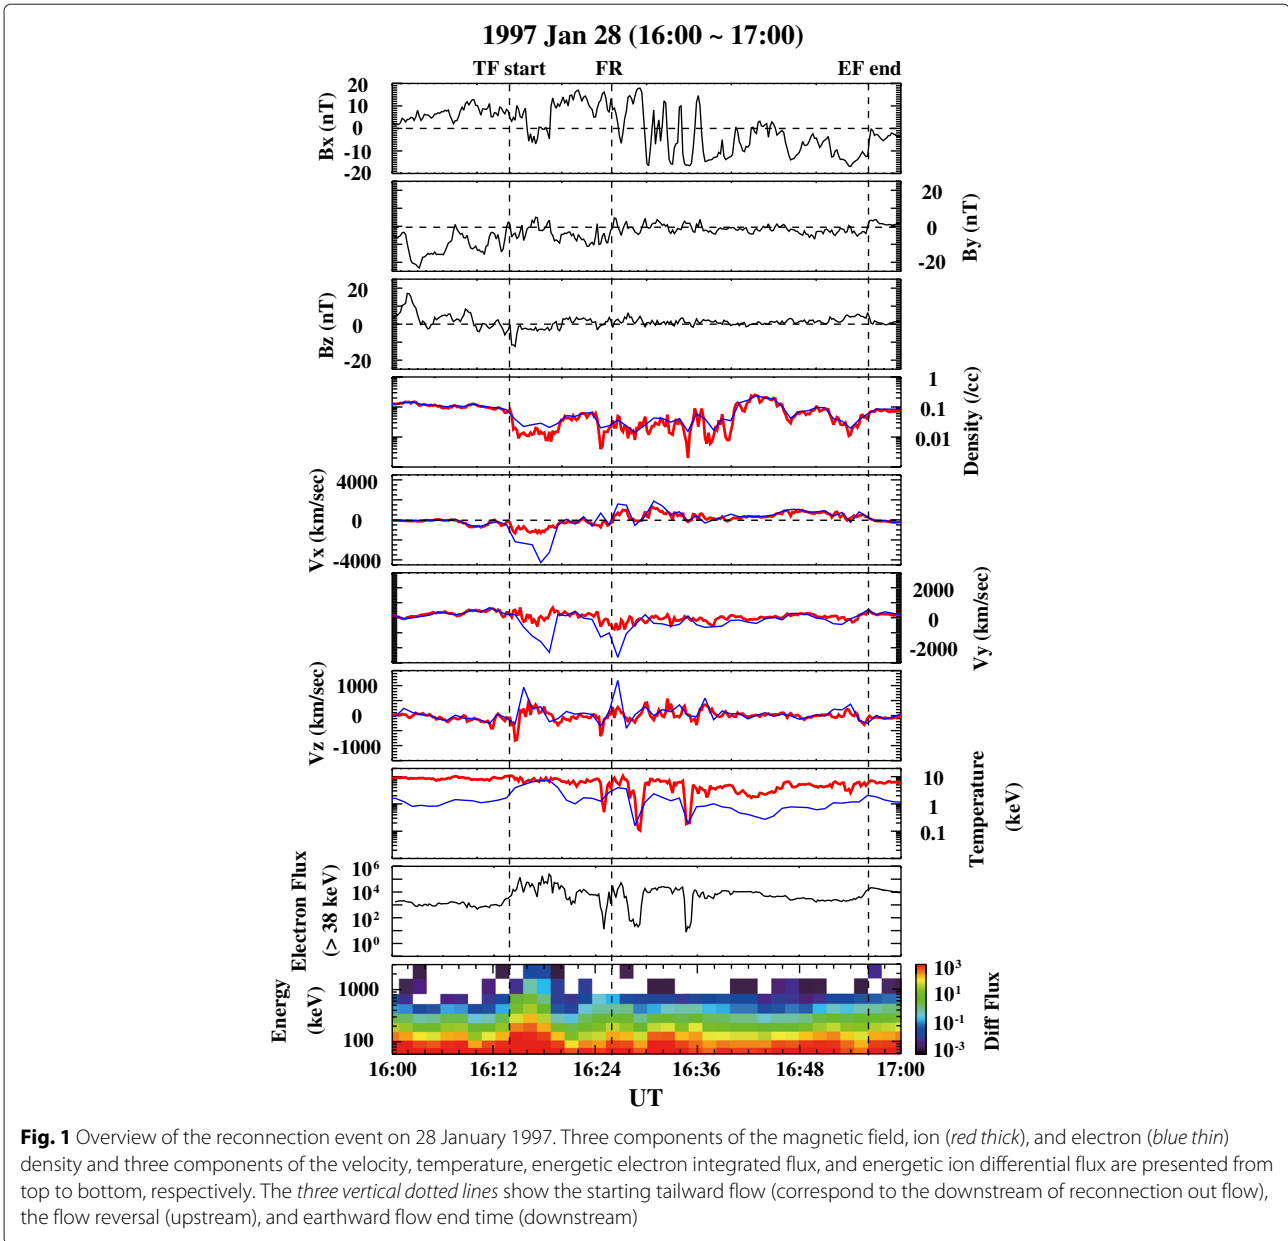 1997 Jan 28 (16:00 ~ 17:00)
TF start FR EF end
20
10
0
-10
-20
Bx (nT)
20
0
-20
By (nT)
20
0
-20
Bz (nT)
1
0.1
0.01
Density (/cc)
4000
0
-4000
Vx (km/sec)
2000
0
-2000
Vy (km/sec)
1000
0
-1000
Vz (km/sec)
10
1
0.1
Temperature
(keV)
10⁶
10⁴
10²
10⁰
Electron Flux
(> 38 keV)
1000
100
Energy
(keV)
10³
10¹
10⁻¹
10⁻³
Diff Flux
16:00 16:12 16:24 16:36 16:48 17:00
UT
Fig. 1 Overview of the reconnection event on 28 January 1997. Three components of the magnetic field, ion (red thick), and electron (blue thin)
density and three components of the velocity, temperature, energetic electron integrated flux, and energetic ion differential flux are presented from
top to bottom, respectively. The three vertical dotted lines show the starting tailward flow (correspond to the downstream of reconnection out flow),
the flow reversal (upstream), and earthward flow end time (downstream)